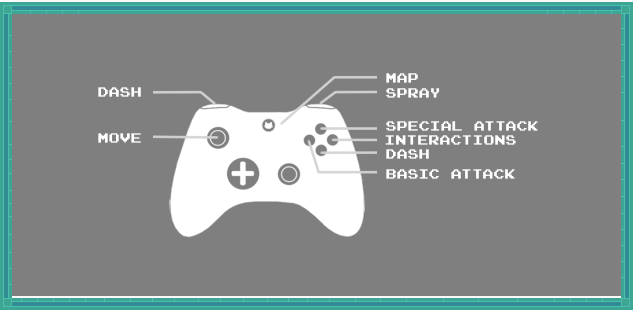 DASH
MOVE
MAP
SPRAY
SPECIAL ATTACK
INTERACTIONS
DASH
BASIC ATTACK